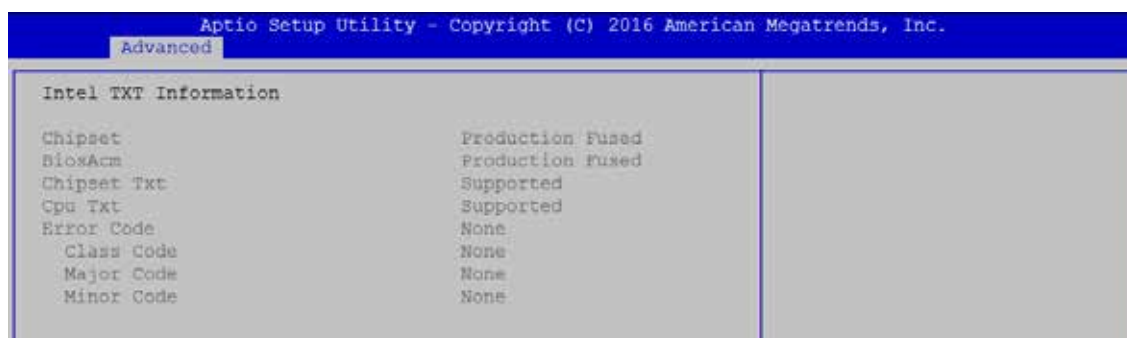 Aptio Setup Utility - Copyright (C) 2016 American Megatrends, Inc.
Advanced
Intel TXT Information
Chipset Production Fused
BiosAcm Production Fused
Chipset Txt Supported
Cpu Txt Supported
Error Code None
Class Code None
Major Code None
Minor Code None